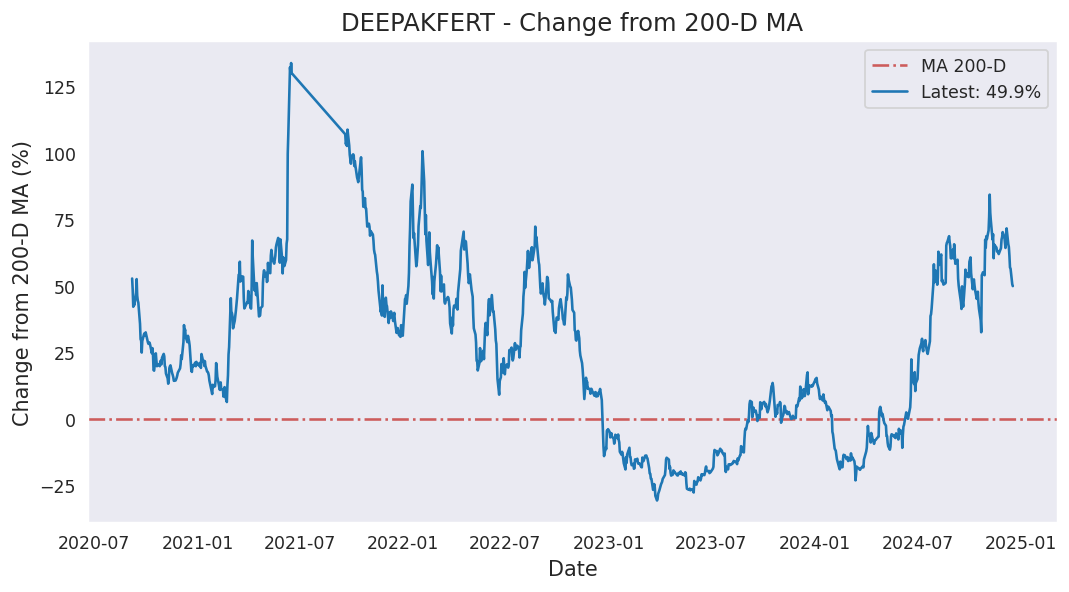 DEEPAKFERT - Change from 200-D MA
MA 200-D
Latest: 49.9%
Change from 200-D MA (%)
125
100
75
50
25
0
−25
2020-07 2021-01 2021-07 2022-01 2022-07 2023-01 2023-07 2024-01 2024-07 2025-01
Date